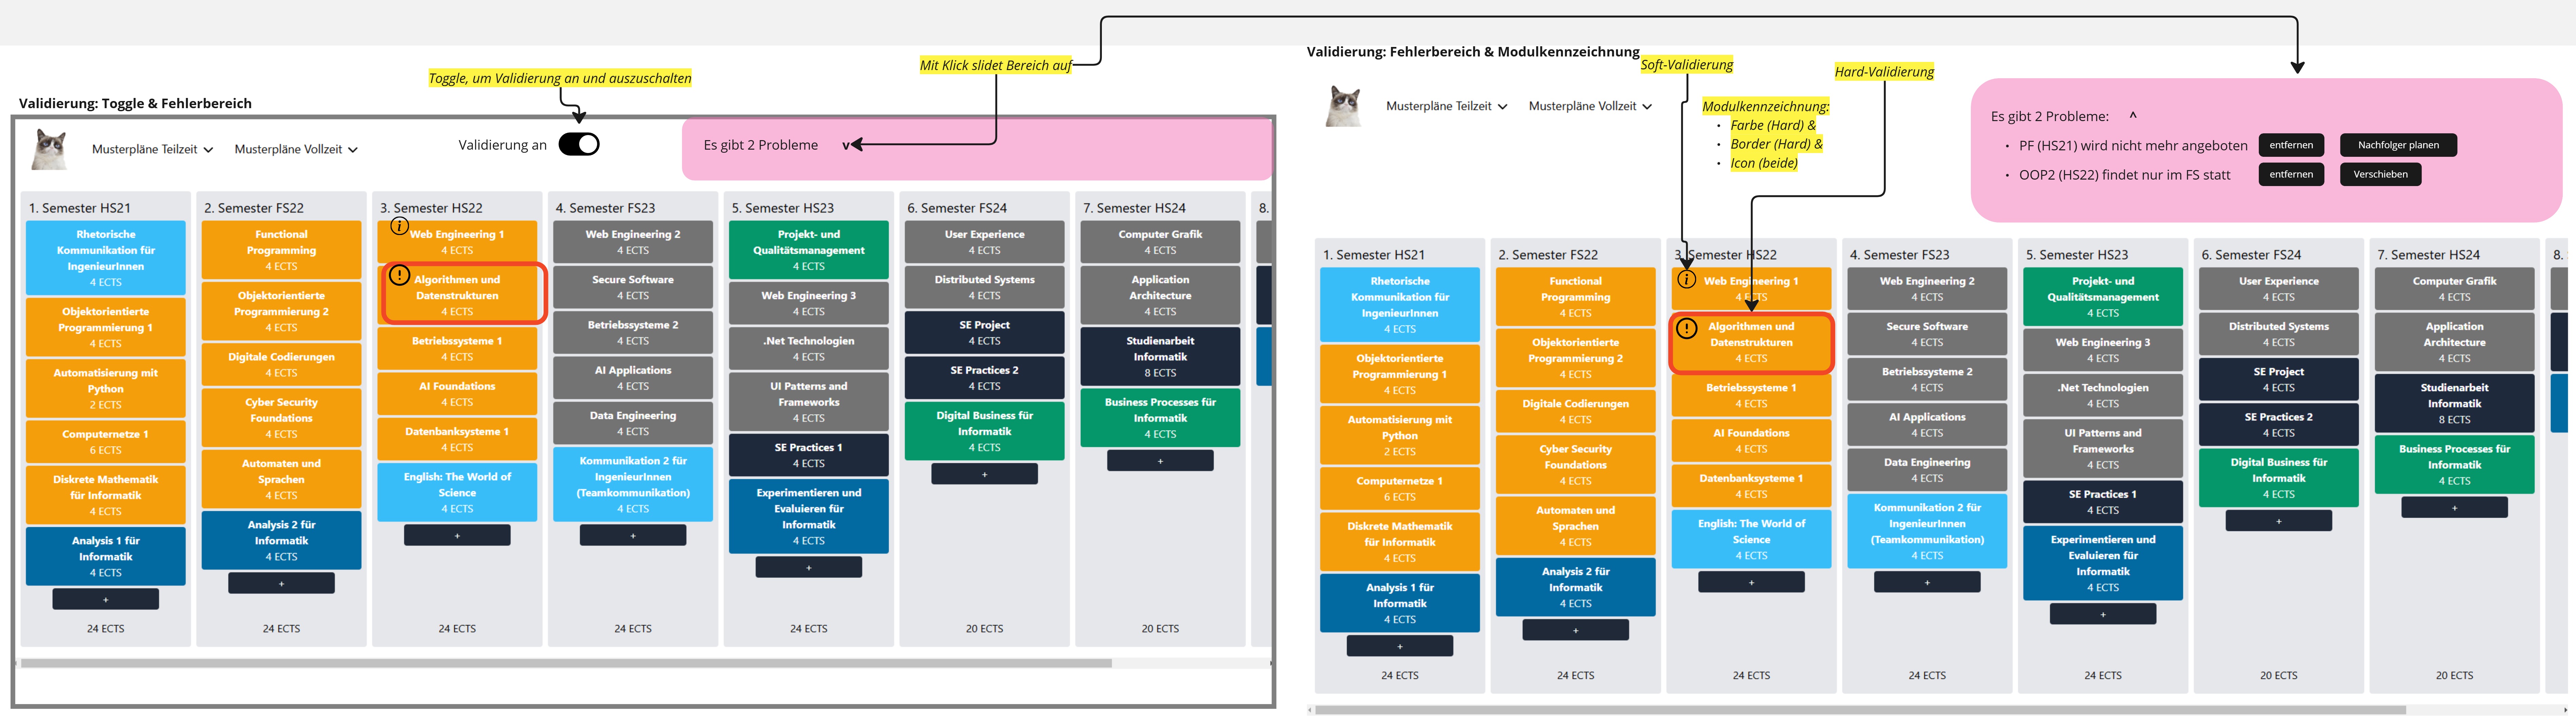 Validierung: Toggle & Fehlerbereich
Toggle, um Validierung an und auszuschalten
Mit Klick slidet Bereich auf
Musterpläne Teilzeit
Musterpläne Vollzeit
Validierung an
Es gibt 2 Probleme
v
1. Semester HS21
Rhetorische
Kommunikation für
IngenieurInnen
4 ECTS
Objektorientierte
Programmierung 1
4 ECTS
Automatisierung mit
Python
2 ECTS
Computernetze 1
6 ECTS
Diskrete Mathematik
für Informatik
4 ECTS
Analysis 1 für
Informatik
4 ECTS
+
24 ECTS
2. Semester FS22
Functional
Programming
4 ECTS
Objektorientierte
Programmierung 2
4 ECTS
Digitale Codierungen
4 ECTS
Cyber Security
Foundations
4 ECTS
Automaten und
Sprachen
4 ECTS
Analysis 2 für
Informatik
4 ECTS
+
24 ECTS
3. Semester HS22
i
Web Engineering 1
4 ECTS
!
Algorithmen und
Datenstrukturen
4 ECTS
Betriebssysteme 1
4 ECTS
AI Foundations
4 ECTS
Datenbanksysteme 1
4 ECTS
English: The World of
Science
4 ECTS
+
24 ECTS
4. Semester FS23
Web Engineering 2
4 ECTS
Secure Software
4 ECTS
Betriebssysteme 2
4 ECTS
AI Applications
4 ECTS
Data Engineering
4 ECTS
Kommunikation 2 für
IngenieurInnen
(Teamkommunikation)
4 ECTS
+
24 ECTS
5. Semester HS23
Projekt- und
Qualitätsmanagement
4 ECTS
Web Engineering 3
4 ECTS
.Net Technologien
4 ECTS
UI Patterns and
Frameworks
4 ECTS
SE Practices 1
4 ECTS
Experimentieren und
Evaluieren für
Informatik
4 ECTS
+
24 ECTS
6. Semester FS24
User Experience
4 ECTS
Distributed Systems
4 ECTS
SE Project
4 ECTS
SE Practices 2
4 ECTS
Digital Business für
Informatik
4 ECTS
+
20 ECTS
7. Semester HS24
Computer Grafik
4 ECTS
Application
Architecture
4 ECTS
Studienarbeit
Informatik
8 ECTS
Business Processes für
Informatik
4 ECTS
+
20 ECTS
8.
Validierung: Fehlerbereich & Modulkennzeichnung
Soft-Validierung
Hard-Validierung
Modulkennzeichnung:
• Farbe (Hard) &
• Border (Hard) &
• Icon (beide)
Musterpläne Teilzeit
Musterpläne Vollzeit
Es gibt 2 Probleme: ^
• PF (HS21) wird nicht mehr angeboten entfernen Nachfolger planen
• OOP2 (HS22) findet nur im FS statt entfernen Verschieben
1. Semester HS21
Rhetorische
Kommunikation für
IngenieurInnen
4 ECTS
Objektorientierte
Programmierung 1
4 ECTS
Automatisierung mit
Python
2 ECTS
Computernetze 1
6 ECTS
Diskrete Mathematik
für Informatik
4 ECTS
Analysis 1 für
Informatik
4 ECTS
+
24 ECTS
2. Semester FS22
Functional
Programming
4 ECTS
Objektorientierte
Programmierung 2
4 ECTS
Digitale Codierungen
4 ECTS
Cyber Security
Foundations
4 ECTS
Automaten und
Sprachen
4 ECTS
Analysis 2 für
Informatik
4 ECTS
+
24 ECTS
3. Semester HS22
i
Web Engineering 1
4 ECTS
!
Algorithmen und
Datenstrukturen
4 ECTS
Betriebssysteme 1
4 ECTS
AI Foundations
4 ECTS
Datenbanksysteme 1
4 ECTS
English: The World of
Science
4 ECTS
+
24 ECTS
4. Semester FS23
Web Engineering 2
4 ECTS
Secure Software
4 ECTS
Betriebssysteme 2
4 ECTS
AI Applications
4 ECTS
Data Engineering
4 ECTS
Kommunikation 2 für
IngenieurInnen
(Teamkommunikation)
4 ECTS
+
24 ECTS
5. Semester HS23
Projekt- und
Qualitätsmanagement
4 ECTS
Web Engineering 3
4 ECTS
.Net Technologien
4 ECTS
UI Patterns and
Frameworks
4 ECTS
SE Practices 1
4 ECTS
Experimentieren und
Evaluieren für
Informatik
4 ECTS
+
24 ECTS
6. Semester FS24
User Experience
4 ECTS
Distributed Systems
4 ECTS
SE Project
4 ECTS
SE Practices 2
4 ECTS
Digital Business für
Informatik
4 ECTS
+
20 ECTS
7. Semester HS24
Computer Grafik
4 ECTS
Application
Architecture
4 ECTS
Studienarbeit
Informatik
8 ECTS
Business Processes für
Informatik
4 ECTS
+
20 ECTS
8.